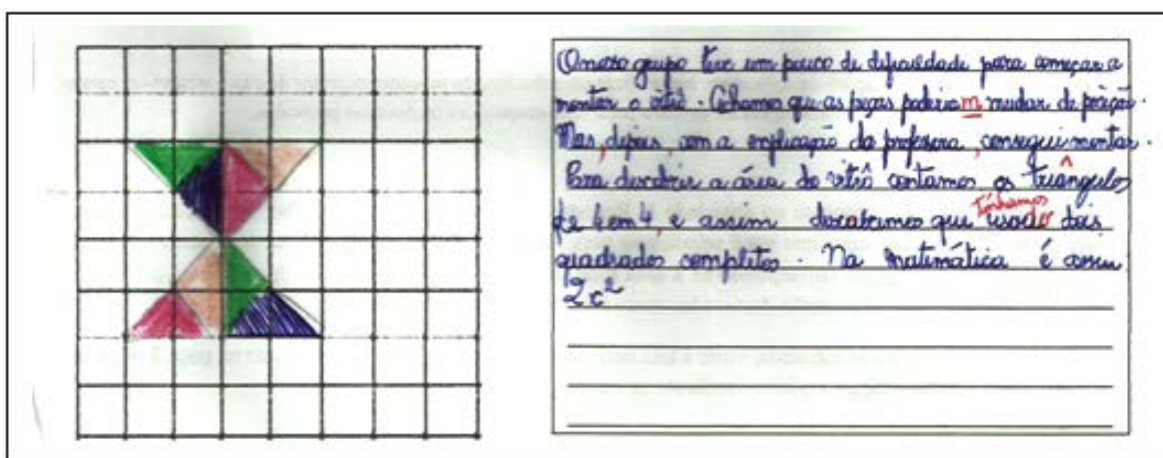 O nosso grupo teve um pouco de dificuldade para começar a
montar o vitrô. Achamos que as peças poderiam mudar de posição.
Mas, depois, com a explicação da professora, consegui montar.
Para descobrir a área do vitrô contamos os triângulos
de 4 em 4, e assim descobrimos que tínhamos usado dois
quadrados completos. Na matemática é assim
2c²